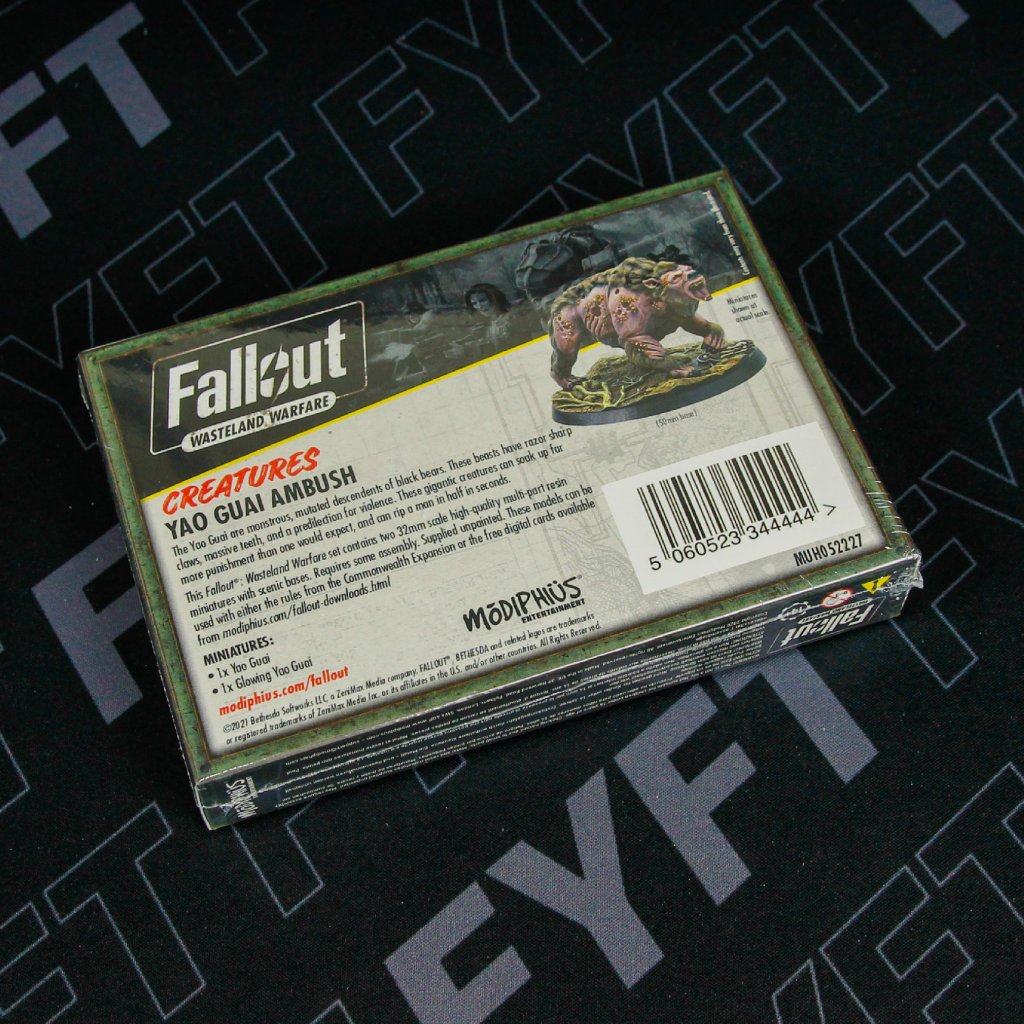 Fallout
WASTELAND WARFARE
Miniatures
shown at
actual scale.
(50 mm base)
CREATURES
YAO GUAI AMBUSH
The Yao Guai are monstrous, mutated descendents of black bears. These beasts have razor sharp
claws, massive teeth, and a predilection for violence. These gigantic creatures can soak up far
more punishment than one would expect, and can rip a man in half in seconds.
This Fallout®: Wasteland Warfare set contains two 32mm scale high-quality multi-part resin
miniatures with scenic bases. Requires some assembly. Supplied unpainted. These models can be
used with either the rules from the Commonwealth Expansion or the free digital cards available
from modiphius.com/fallout-downloads.html
MINIATURES:
• 1x Yao Guai
• 1x Glowing Yao Guai
modiphius.com/fallout
MōDIPHIÜS®
ENTERTAINMENT
5 060523 344444 >
MUH052227
©2021 Bethesda Softworks LLC, a ZeniMax Media company. FALLOUT®, BETHESDA and related logos are trademarks
or registered trademarks of ZeniMax Media Inc. or its affiliates in the U.S. and/or other countries. All Rights Reserved.
MōDIPHIÜS
Fallout
FYFT
FYFT
FYFT
FYFT